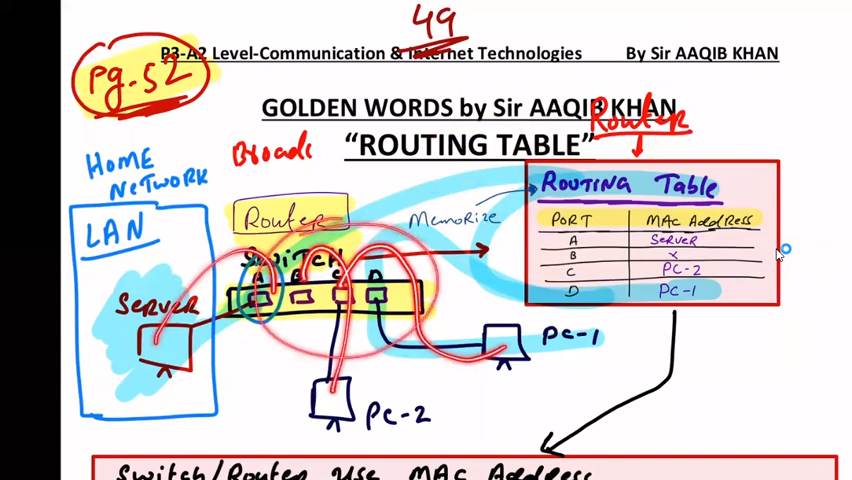 49
P3-A2 Level-Communication & Internet Technologies By Sir AAQIB KHAN
Pg-52
GOLDEN WORDS by Sir AAQIB KHAN
Router
"ROUTING TABLE"
Broadc
HOME
NETWORK
LAN
Router
SWITCH
A B C D
SERVER
PC-2
PC-1
Memorize
ROUTING Table
PORT MAC Address
A SERVER
B X
C PC-2
D PC-1
Switch/Router Use MAC Address